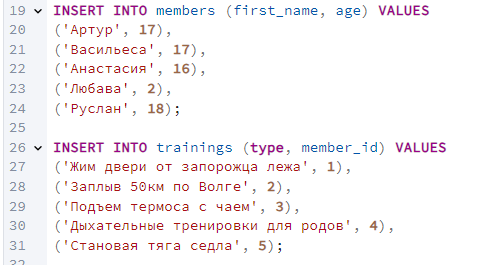 19 INSERT INTO members (first_name, age) VALUES
20 ('Артур', 17),
21 ('Васильеса', 17),
22 ('Анастасия', 16),
23 ('Любава', 2),
24 ('Руслан', 18);
25
26 INSERT INTO trainings (type, member_id) VALUES
27 ('Жим двери от запорожца лежа', 1),
28 ('Заплыв 50км по Волге', 2),
29 ('Подъем термоса с чаем', 3),
30 ('Дыхательные тренировки для родов', 4),
31 ('Становая тяга седла', 5);